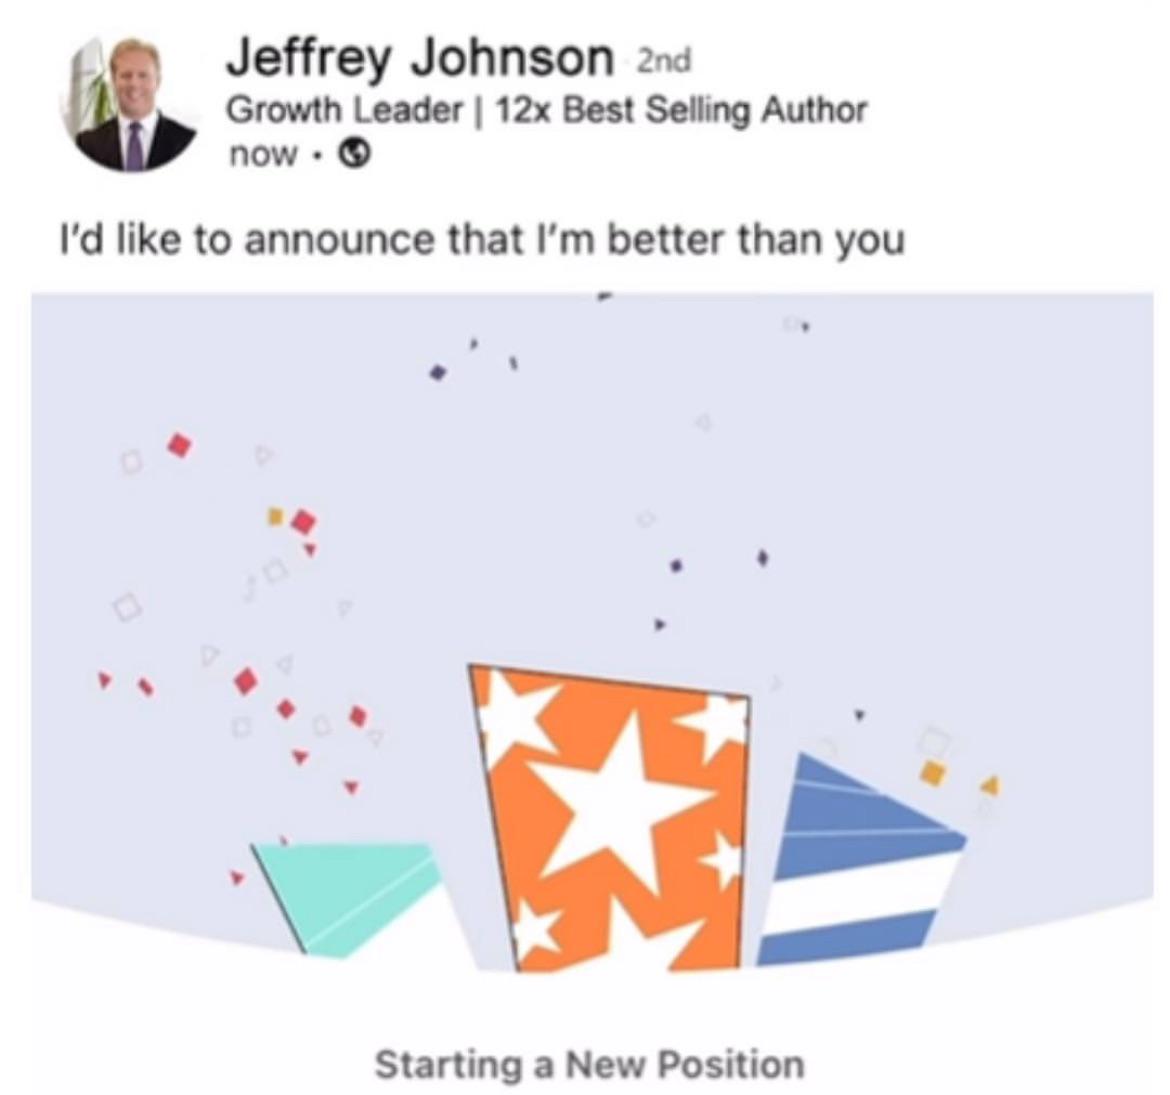 Jeffrey Johnson 2nd
Growth Leader | 12x Best Selling Author
now •
I'd like to announce that I'm better than you
Starting a New Position